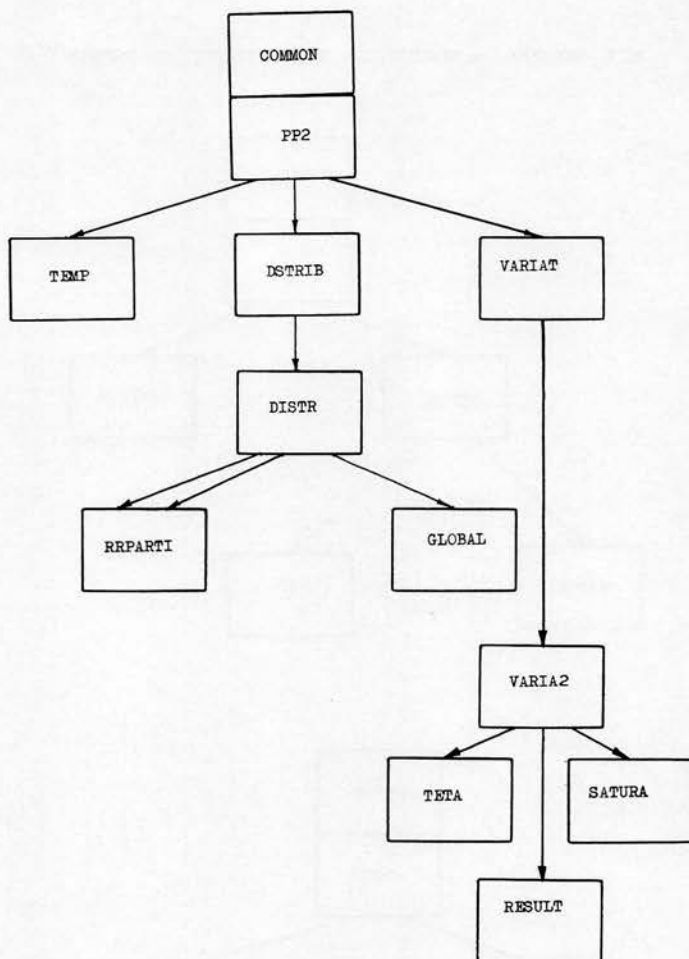 COMMON
PP2
TEMP
DSTRIB
VARIAT
DISTR
RRPARTI
GLOBAL
VARIA2
TETA
SATURA
RESULT